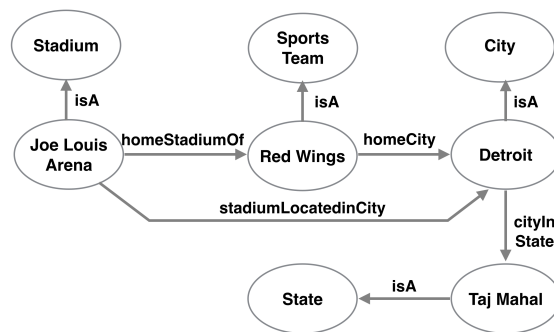 Stadium
Sports
Team
City
isA
isA
isA
Joe Louis
Arena
homeStadiumOf
Red Wings
homeCity
Detroit
stadiumLocatedinCity
cityIn
State
State
isA
Taj Mahal